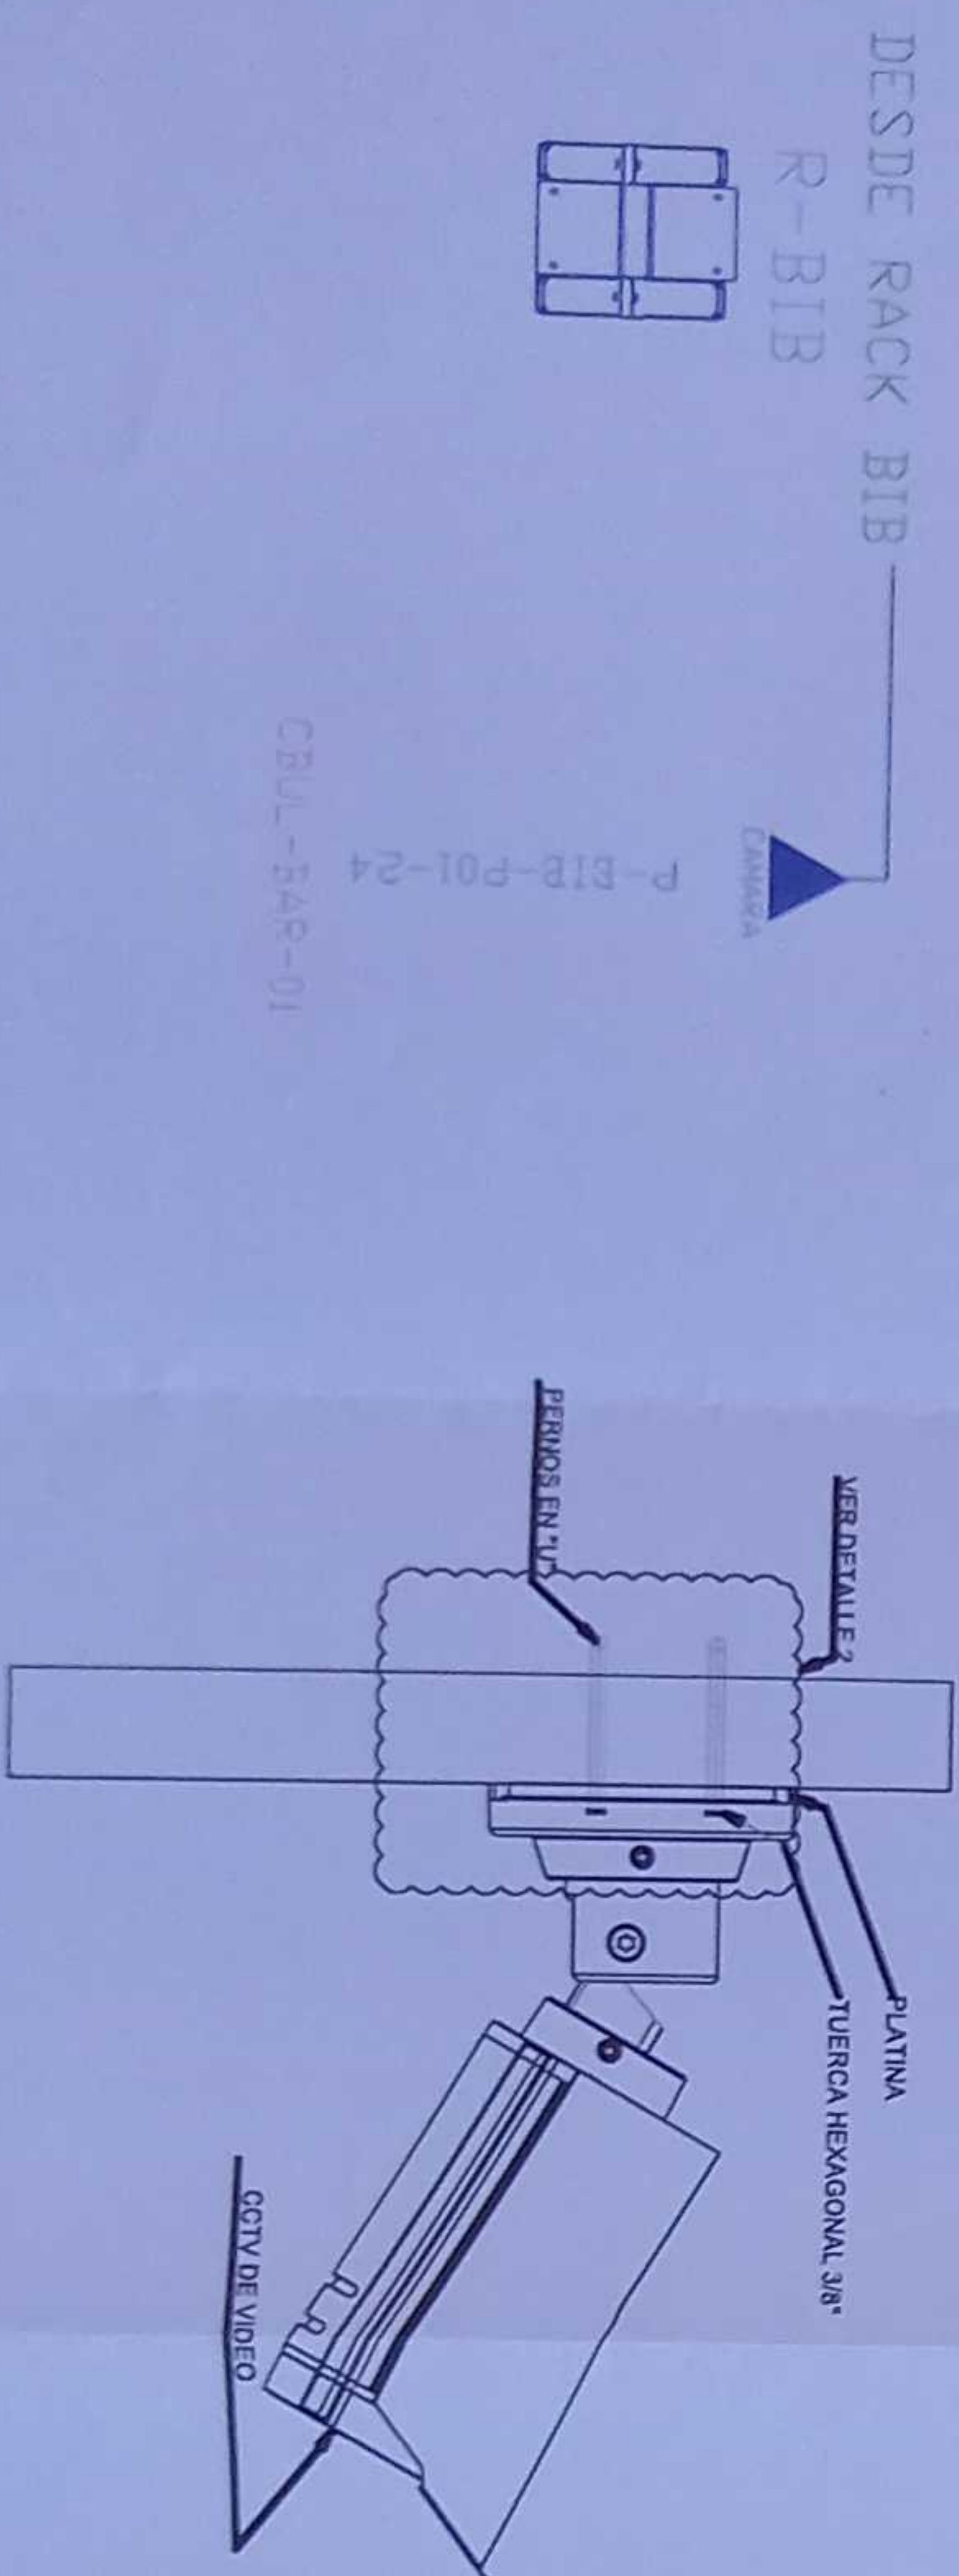 DESDE RACK BIB
R-BIB
CAMARA
P-BIB-P01-24
CBUL-BAR-01
VER DETALLE 2
PERNOS EN "U"
PLATINA
TUERCA HEXAGONAL 3/8"
CCTV DE VIDEO